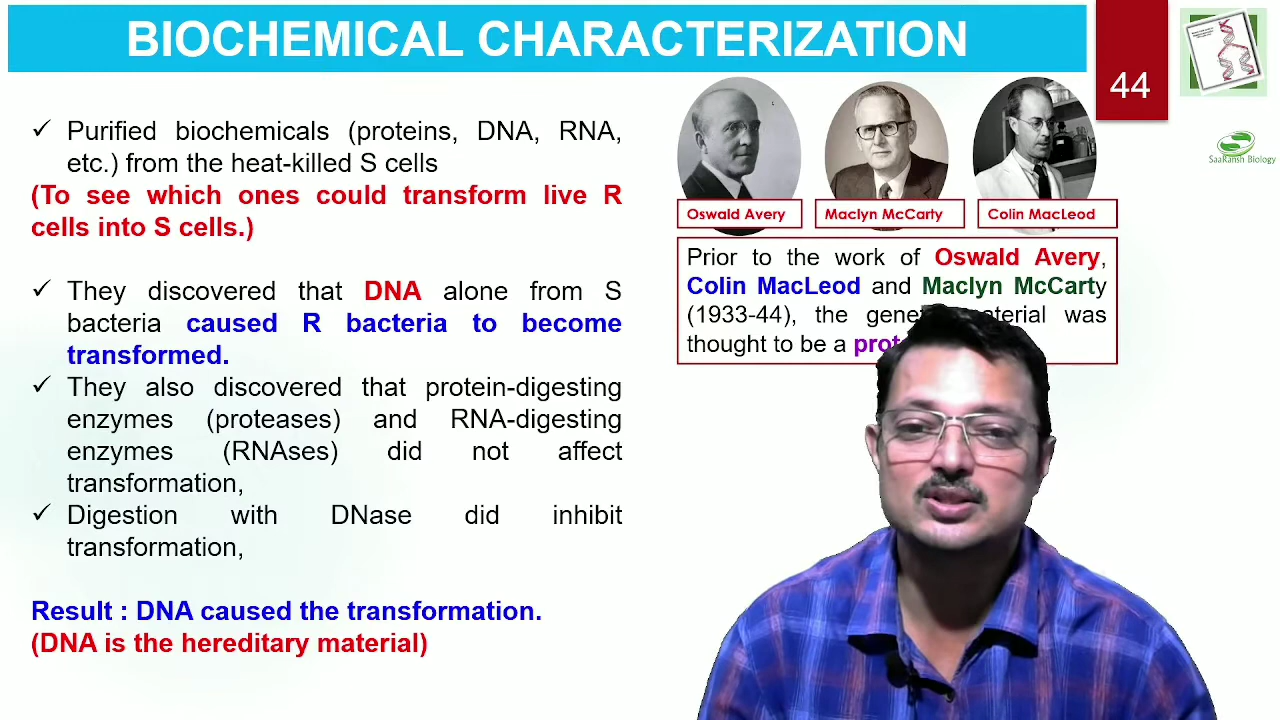 BIOCHEMICAL CHARACTERIZATION
44
SaaRansh Biology
✓ Purified biochemicals (proteins, DNA, RNA,
etc.) from the heat-killed S cells
(To see which ones could transform live R
cells into S cells.)
✓ They discovered that DNA alone from S
bacteria caused R bacteria to become
transformed.
✓ They also discovered that protein-digesting
enzymes (proteases) and RNA-digesting
enzymes (RNAses) did not affect
transformation,
✓ Digestion with DNase did inhibit
transformation,
Result : DNA caused the transformation.
(DNA is the hereditary material)
Oswald Avery
Maclyn McCarty
Colin MacLeod
Prior to the work of Oswald Avery,
Colin MacLeod and Maclyn McCarty
(1933-44), the was
thought to be a